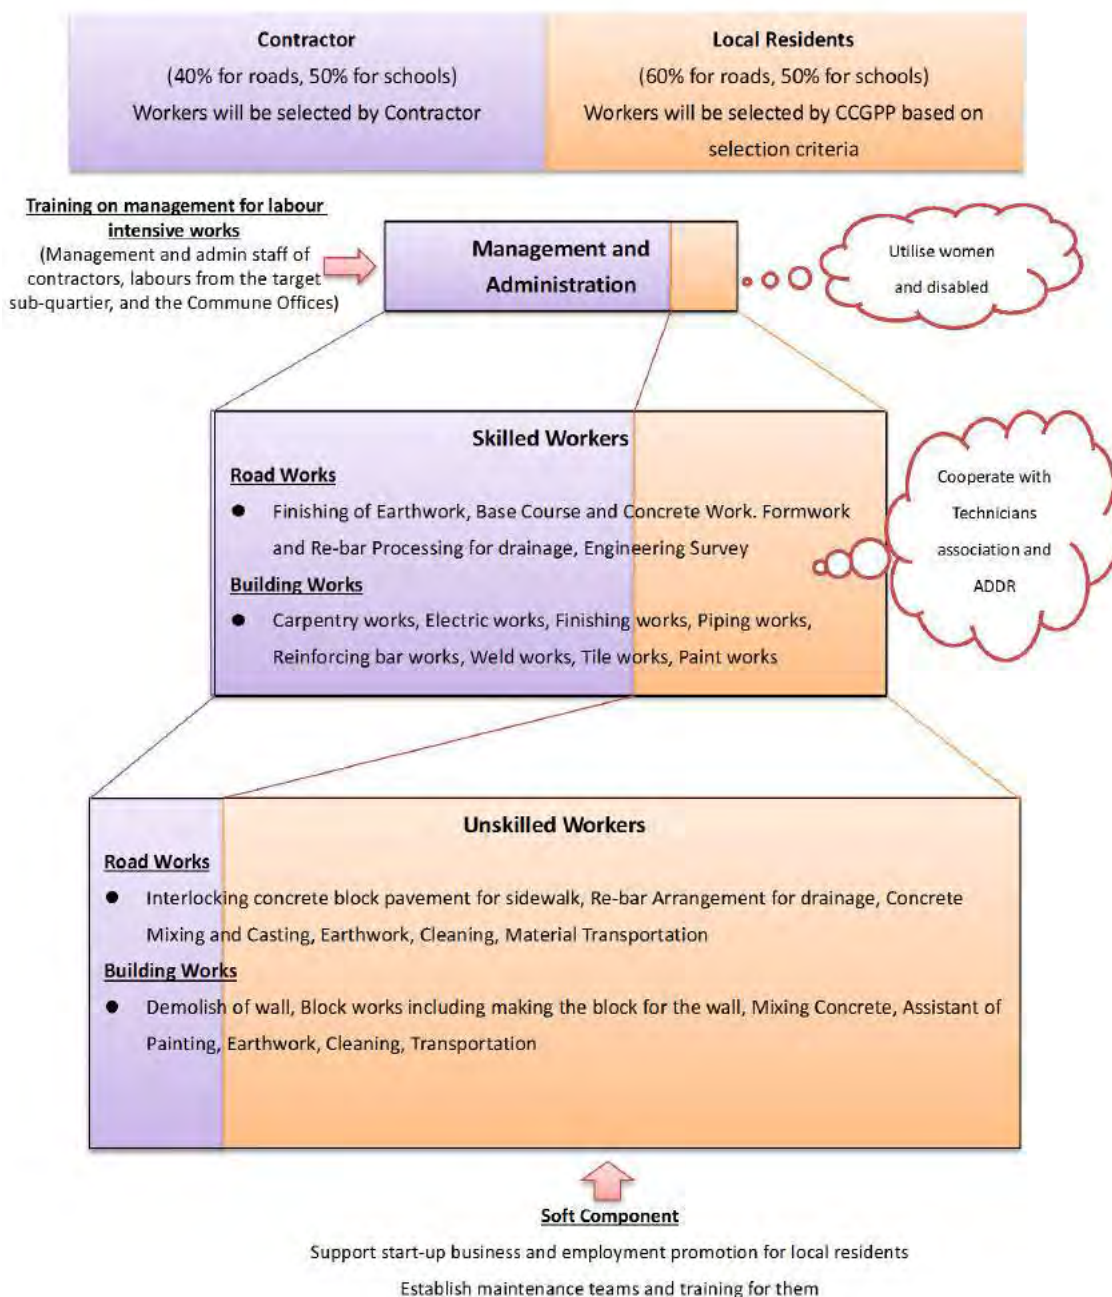 Contractor
(40% for roads, 50% for schools)
Workers will be selected by Contractor
Local Residents
(60% for roads, 50% for schools)
Workers will be selected by CCGPP based on
selection criteria
Training on management for labour
intensive works
(Management and admin staff of
contractors, labours from the target
sub-quartier, and the Commune Offices)
Management and
Administration
Utilise women
and disabled
Skilled Workers
Road Works
● Finishing of Earthwork, Base Course and Concrete Work. Formwork
and Re-bar Processing for drainage, Engineering Survey
Building Works
● Carpentry works, Electric works, Finishing works, Piping works,
Reinforcing bar works, Weld works, Tile works, Paint works
Cooperate with
Technicians
association and
ADDR
Unskilled Workers
Road Works
● Interlocking concrete block pavement for sidewalk, Re-bar Arrangement for drainage, Concrete
Mixing and Casting, Earthwork, Cleaning, Material Transportation
Building Works
● Demolish of wall, Block works including making the block for the wall, Mixing Concrete, Assistant of
Painting, Earthwork, Cleaning, Transportation
Soft Component
Support start-up business and employment promotion for local residents
Establish maintenance teams and training for them